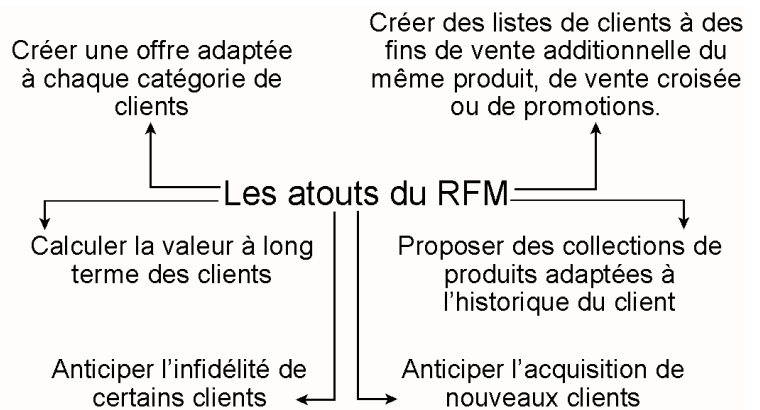 Créer une offre adaptée
à chaque catégorie de
clients
Créer des listes de clients à des
fins de vente additionnelle du
même produit, de vente croisée
ou de promotions.
Les atouts du RFM
Calculer la valeur à long
terme des clients
Proposer des collections de
produits adaptées à
l’historique du client
Anticiper l’infidélité de
certains clients
Anticiper l’acquisition de
nouveaux clients